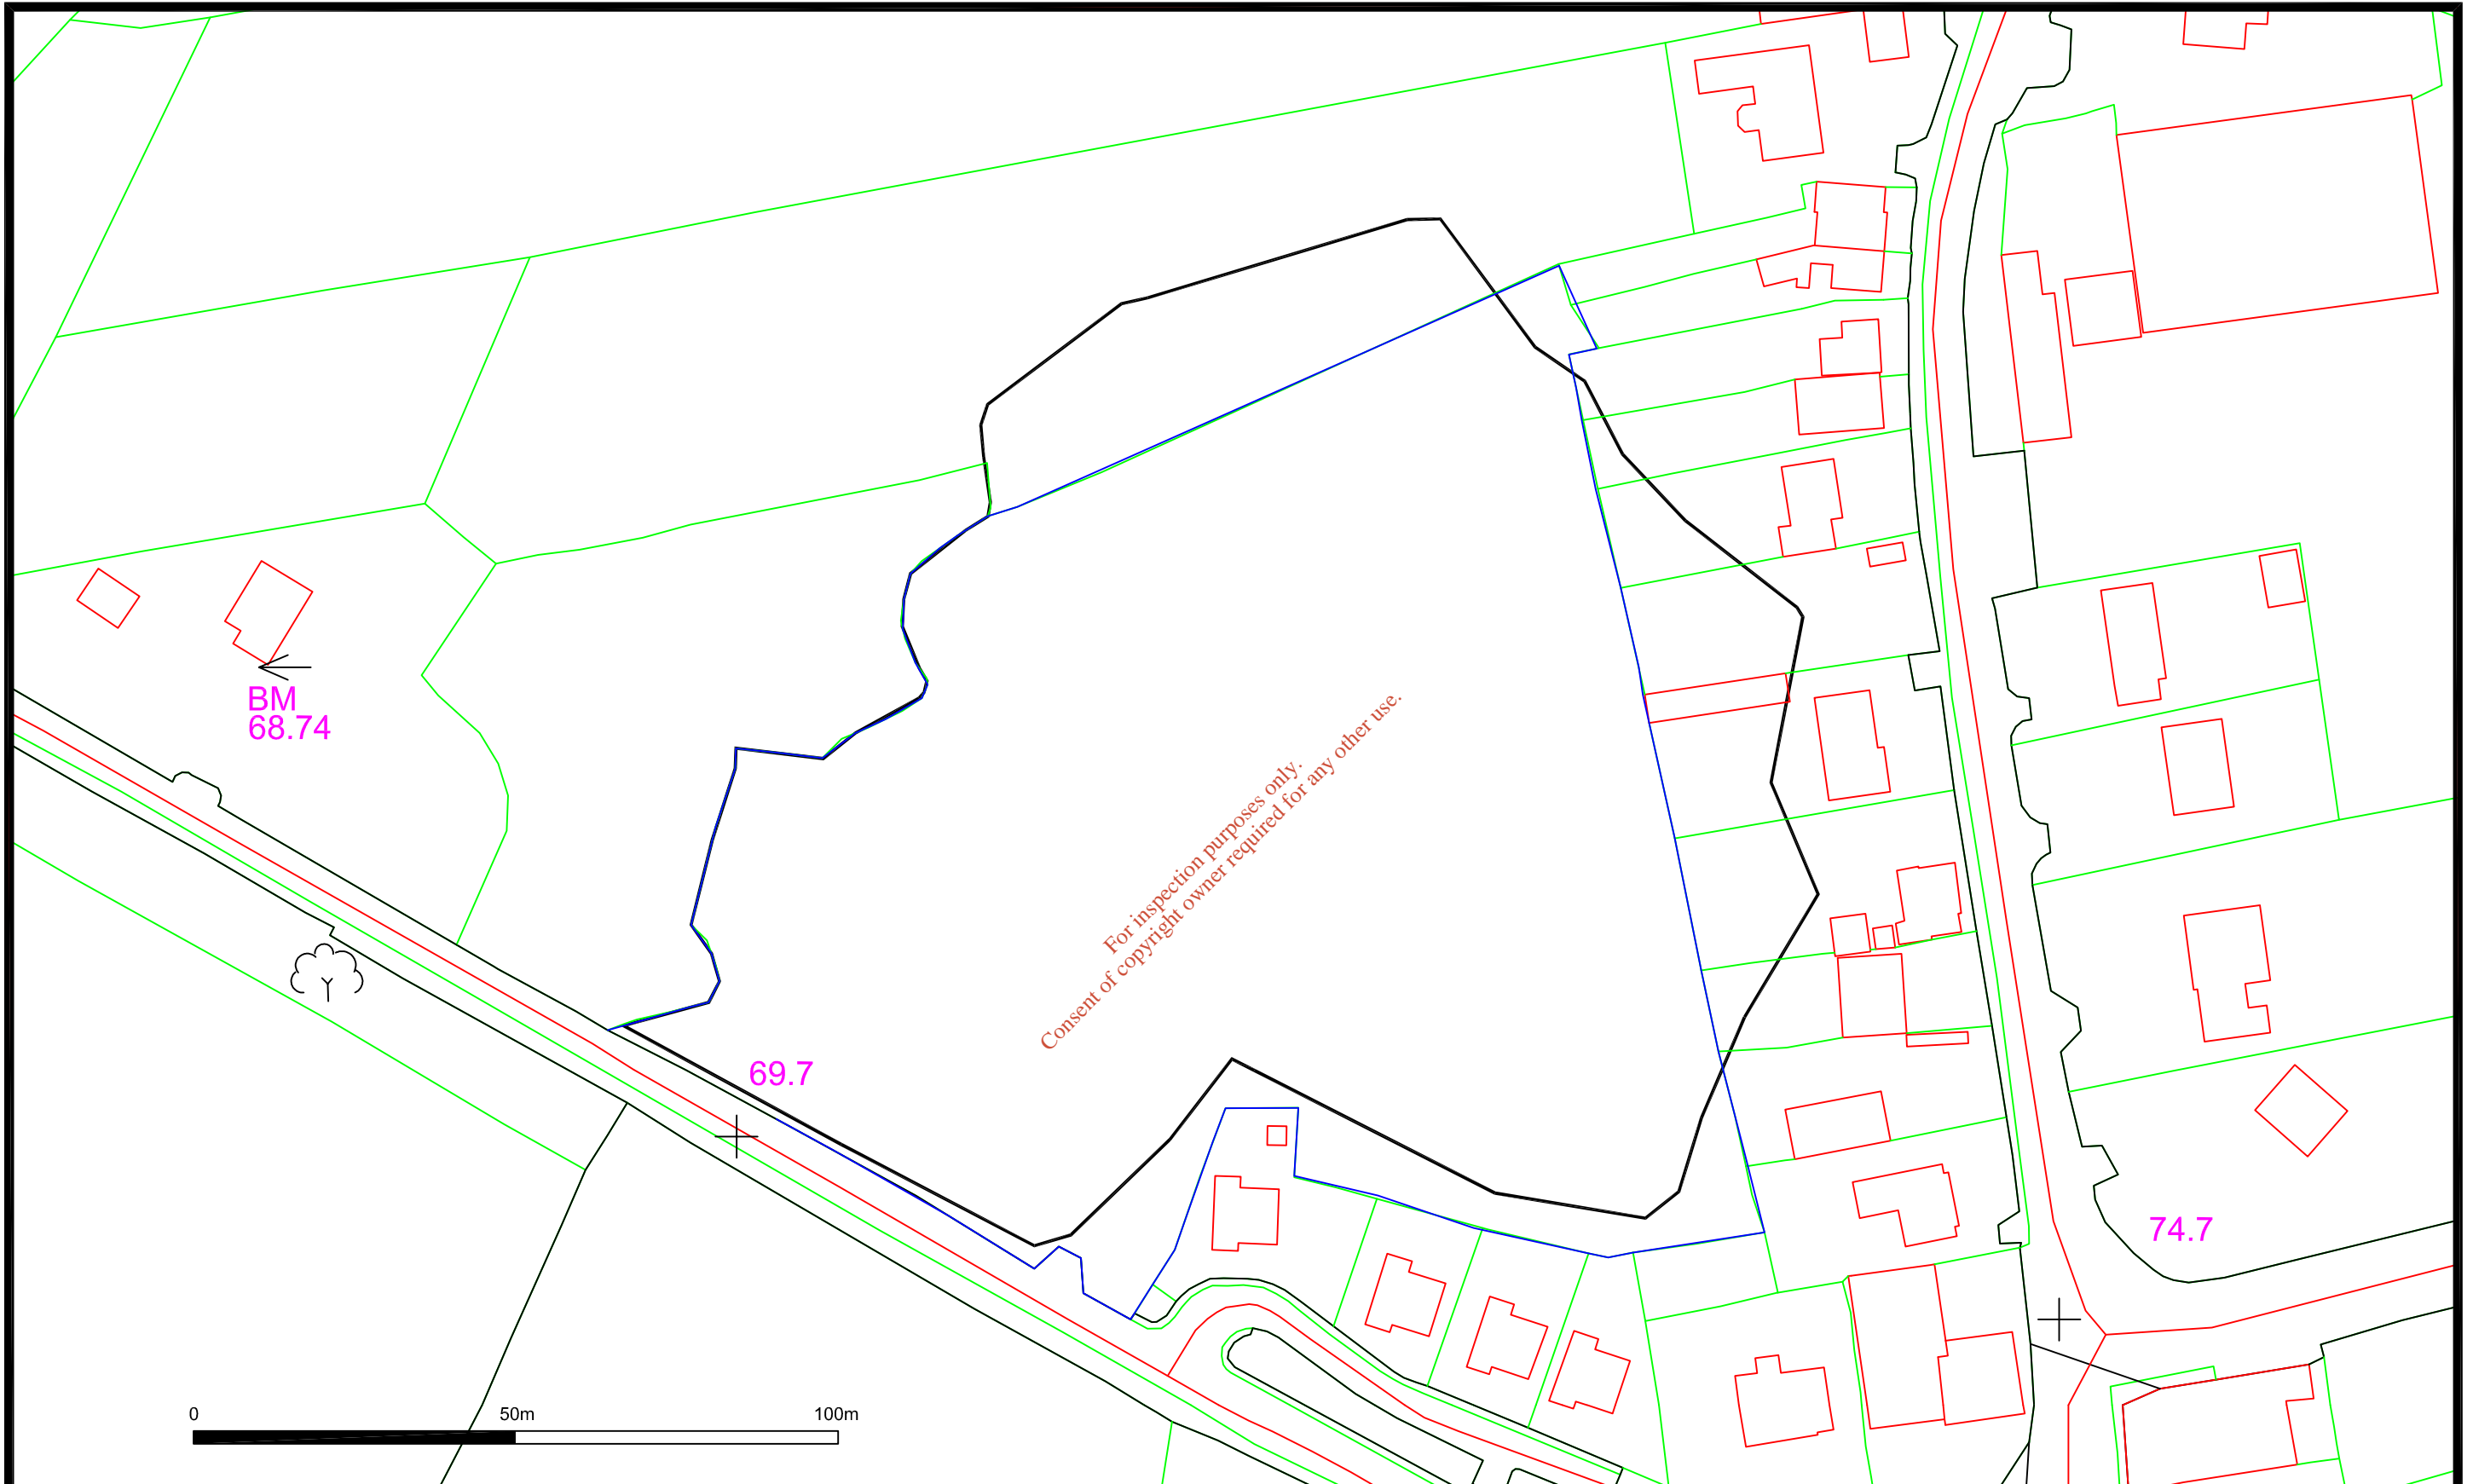 BM
68.74
For inspection purposes only.
Consent of copyright owner required for any other use.
69.7
74.7
0 50m 100m